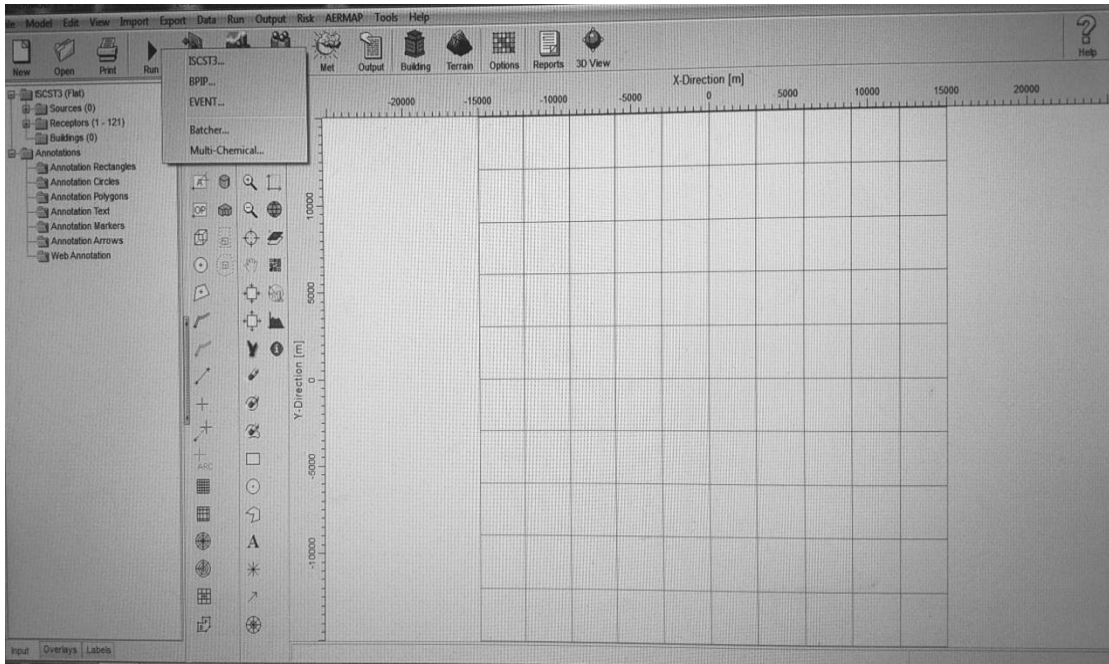 Model Edit View Import Export Data Run Output Risk AERMAP Tools Help
New Open Print Run Met Output Building Terrain Options Reports 3D View Help
ISCST3...
BPIP...
EVENT...
Batcher...
Multi-Chemical...
ISCST3 (Flat)
Sources (0)
Receptors (1 - 121)
Buildings (0)
Annotations
Annotation Rectangles
Annotation Circles
Annotation Polygons
Annotation Text
Annotation Markers
Annotation Arrows
Web Annotation
OP
ARC
A
X-Direction [m]
-20000 -15000 -10000 -5000 0 5000 10000 15000 20000
Y-Direction [m]
10000
5000
0
-5000
-10000
Input Overlays Labels